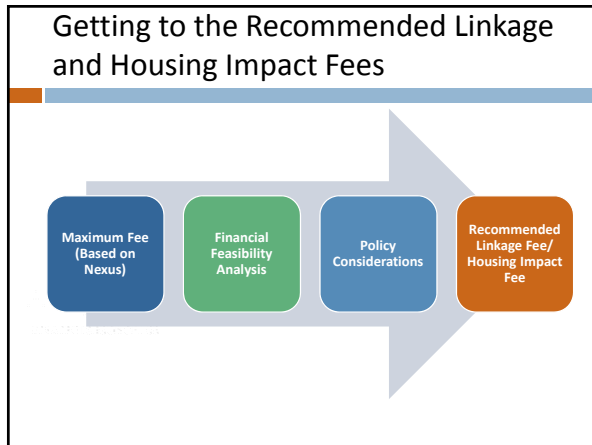 Getting to the Recommended Linkage
and Housing Impact Fees
Maximum Fee
(Based on
Nexus)
Financial
Feasibility
Analysis
Policy
Considerations
Recommended
Linkage Fee/
Housing Impact
Fee